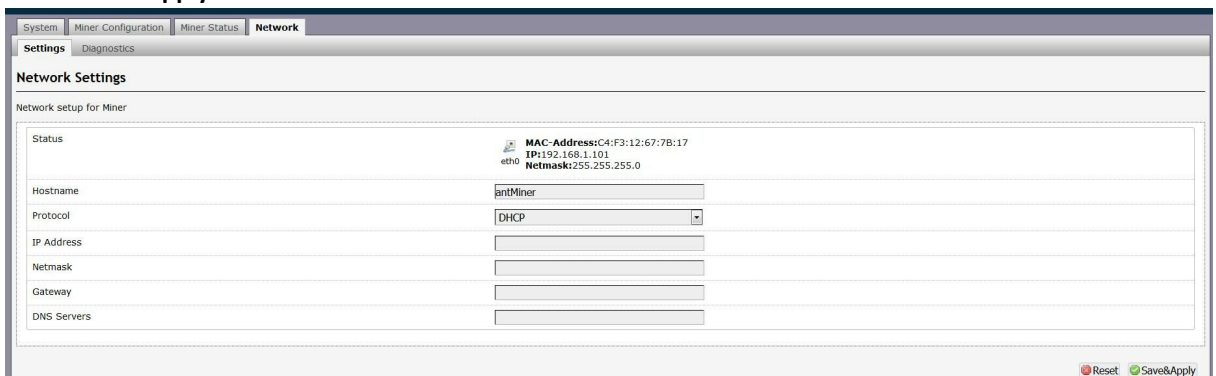 System Miner Configuration Miner Status Network
Settings Diagnostics
Network Settings
Network setup for Miner
Status
MAC-Address:C4:F3:12:67:7B:17
IP:192.168.1.101
eth0
Netmask:255.255.255.0
Hostname antMiner
Protocol DHCP
IP Address
Netmask
Gateway
DNS Servers
Reset Save&Apply